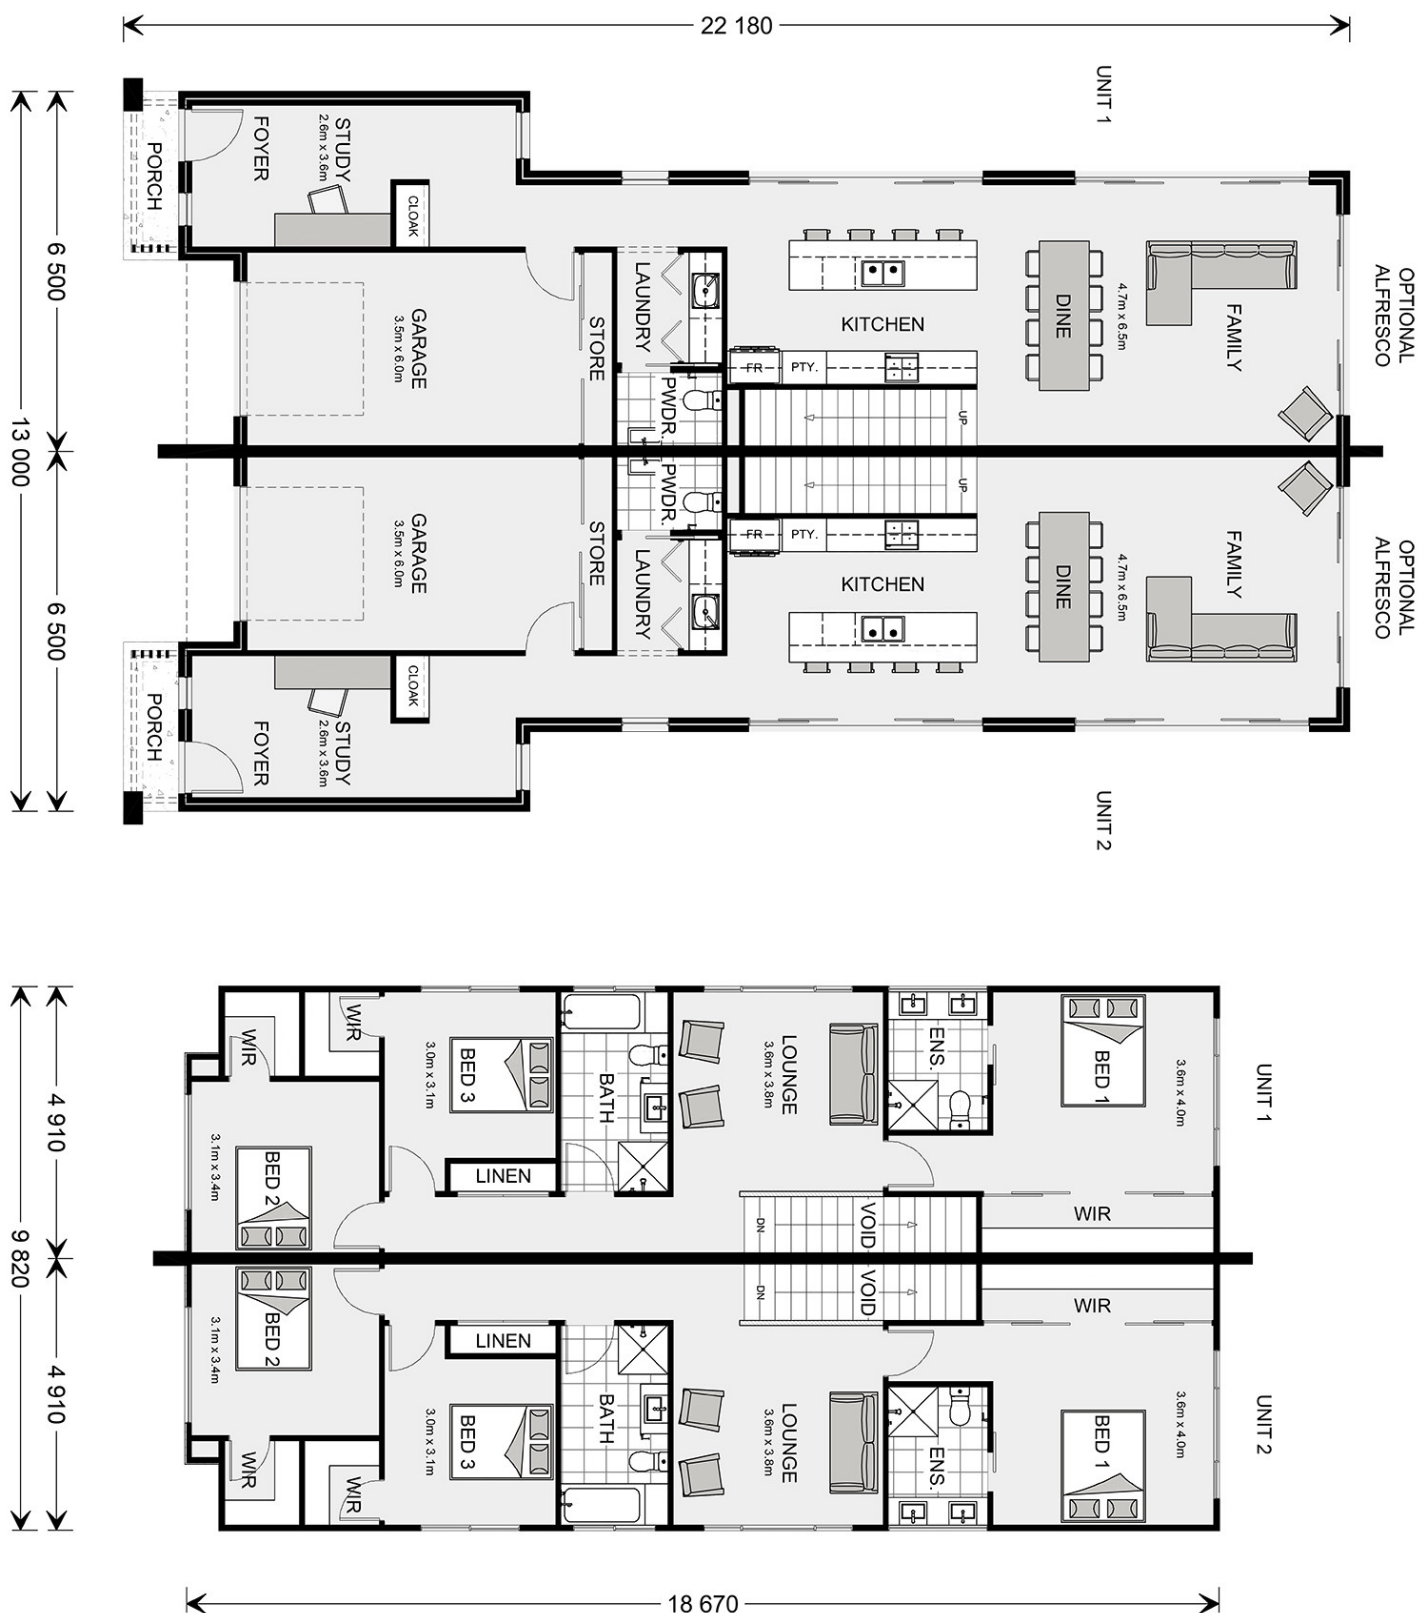 22 180
UNIT 1
PORCH
FOYER
STUDY
2.6m x 3.6m
CLOAK
6 500
GARAGE
3.5m x 6.0m
STORE
LAUNDRY
PWDR.
KITCHEN
FR
PTY.
UP
DINE
4.7m x 6.5m
FAMILY
OPTIONAL
ALFRESCO
13 000
PWDR.
UP
FR
PTY.
KITCHEN
GARAGE
3.5m x 6.0m
STORE
LAUNDRY
DINE
4.7m x 6.5m
FAMILY
OPTIONAL
ALFRESCO
6 500
PORCH
FOYER
STUDY
2.6m x 3.6m
CLOAK
UNIT 2
WIR
WIR
BED 3
3.0m x 3.1m
BATH
LOUNGE
3.6m x 3.8m
ENS.
BED 1
3.6m x 4.0m
UNIT 1
4 910
BED 2
3.1m x 3.4m
LINEN
DN
VOID
WIR
9 820
BED 2
3.1m x 3.4m
LINEN
DN
VOID
WIR
4 910
WIR
WIR
BED 3
3.0m x 3.1m
BATH
LOUNGE
3.6m x 3.8m
ENS.
BED 1
3.6m x 4.0m
UNIT 2
18 670